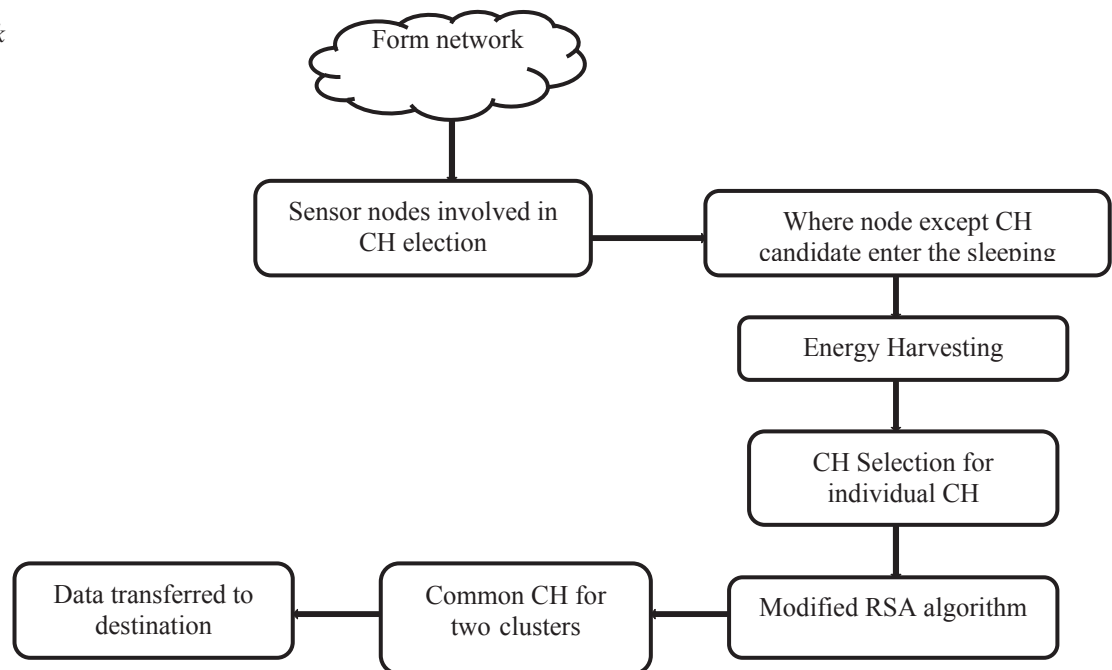 Form network
Sensor nodes involved in
CH election
Where node except CH
candidate enter the sleeping
Energy Harvesting
CH Selection for
individual CH
Modified RSA algorithm
Common CH for
two clusters
Data transferred to
destination